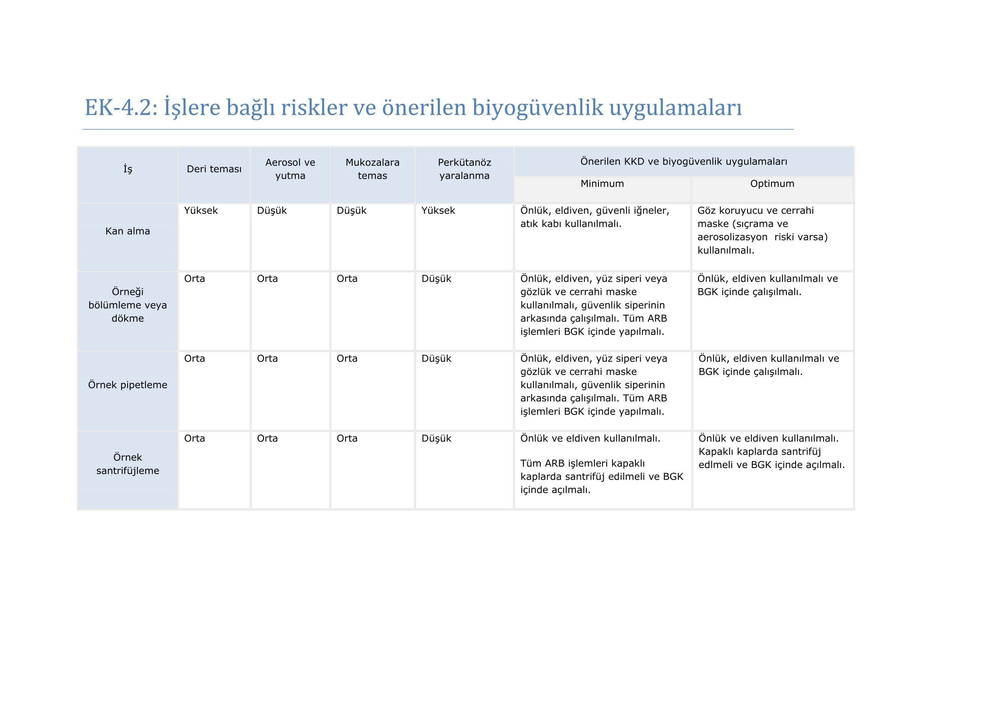 EK-4.2: İşlere bağlı riskler ve önerilen biyogüvenlik uygulamaları
İş
Deri teması
Aerosol ve
yutma
Mukozalara
temas
Perkütanöz
yaralanma
Önerilen KKD ve biyogüvenlik uygulamaları
Minimum
Optimum
Kan alma
Yüksek
Düşük
Düşük
Yüksek
Önlük, eldiven, güvenli iğneler,
atık kabı kullanılmalı.
Göz koruyucu ve cerrahi
maske (sıçrama ve
aerosolizasyon  riski varsa)
kullanılmalı.
Örneği
bölümleme veya
dökme
Orta
Orta
Orta
Düşük
Önlük, eldiven, yüz siperi veya
gözlük ve cerrahi maske
kullanılmalı, güvenlik siperinin
arkasında çalışılmalı. Tüm ARB
işlemleri BGK içinde yapılmalı.
Önlük, eldiven kullanılmalı ve
BGK içinde çalışılmalı.
Örnek pipetleme
Orta
Orta
Orta
Düşük
Önlük, eldiven, yüz siperi veya
gözlük ve cerrahi maske
kullanılmalı, güvenlik siperinin
arkasında çalışılmalı. Tüm ARB
işlemleri BGK içinde yapılmalı.
Önlük, eldiven kullanılmalı ve
BGK içinde çalışılmalı.
Örnek
santrifüjleme
Orta
Orta
Orta
Düşük
Önlük ve eldiven kullanılmalı.
Tüm ARB işlemleri kapaklı
kaplarda santrifüj edilmeli ve BGK
içinde açılmalı.
Önlük ve eldiven kullanılmalı.
Kapaklı kaplarda santrifüj
edlmeli ve BGK içinde açılmalı.